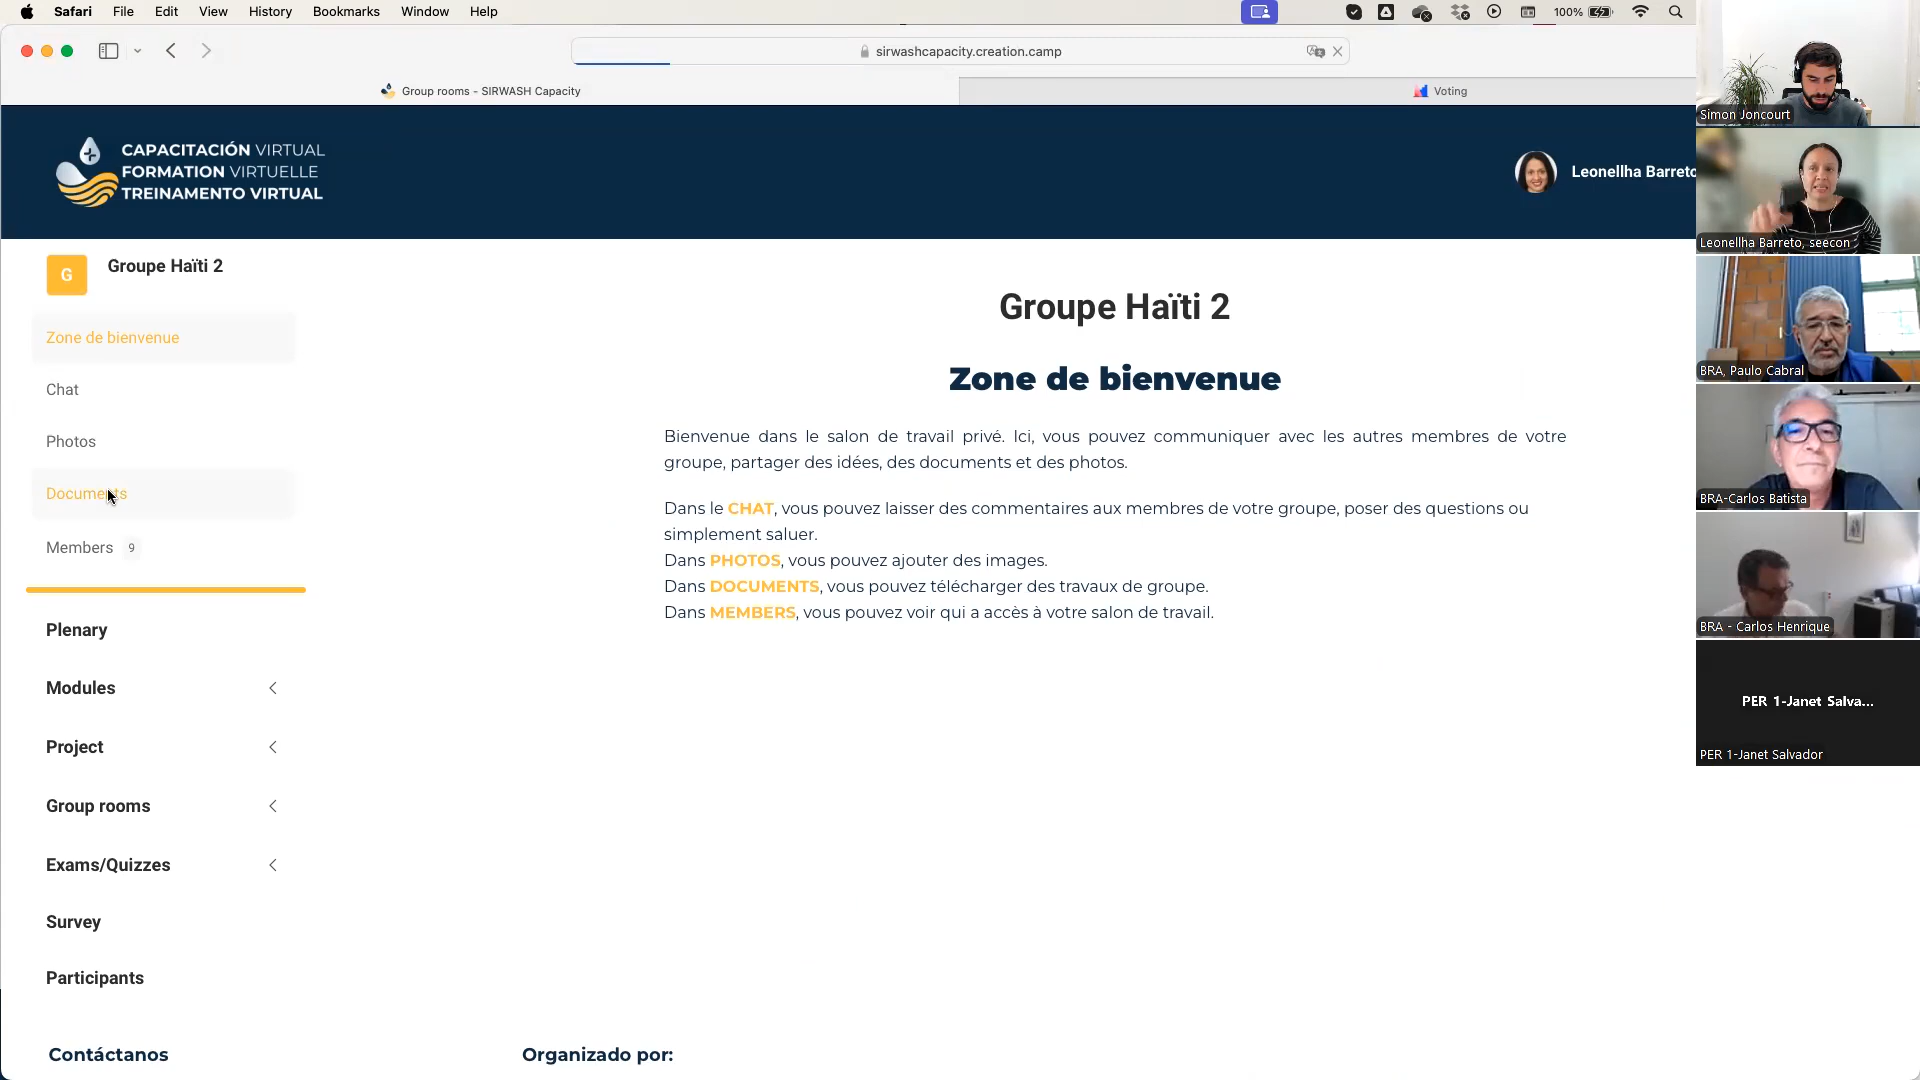 Safari File Edit View History Bookmarks Window Help 100%
sirwashcapacity.creation.camp
Group rooms - SIRWASH Capacity
Voting
CAPACITACIÓN VIRTUAL
FORMATION VIRTUELLE
TREINAMENTO VIRTUAL
Leonellha Barreto
G
Groupe Haïti 2
Zone de bienvenue
Chat
Photos
Documents
Members 9
Plenary
Modules
Project
Group rooms
Exams/Quizzes
Survey
Participants
Groupe Haïti 2
Zone de bienvenue
Bienvenue dans le salon de travail privé. Ici, vous pouvez communiquer avec les autres membres de votre
groupe, partager des idées, des documents et des photos.
Dans le CHAT, vous pouvez laisser des commentaires aux membres de votre groupe, poser des questions ou
simplement saluer.
Dans PHOTOS, vous pouvez ajouter des images.
Dans DOCUMENTS, vous pouvez télécharger des travaux de groupe.
Dans MEMBERS, vous pouvez voir qui a accès à votre salon de travail.
Contáctanos
Organizado por:
Simon Joncourt
Leonellha Barreto, seecon
BRA, Paulo Cabral
BRA-Carlos Batista
BRA - Carlos Henrique
PER 1-Janet Salva...
PER 1-Janet Salvador